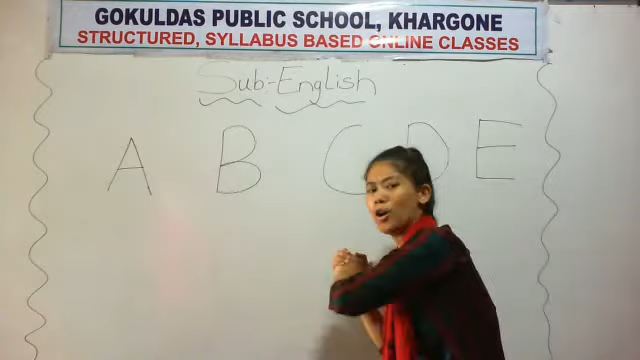 GOKULDAS PUBLIC SCHOOL, KHARGONE
STRUCTURED, SYLLABUS BASED ONLINE CLASSES
Sub:-English
A B C D E